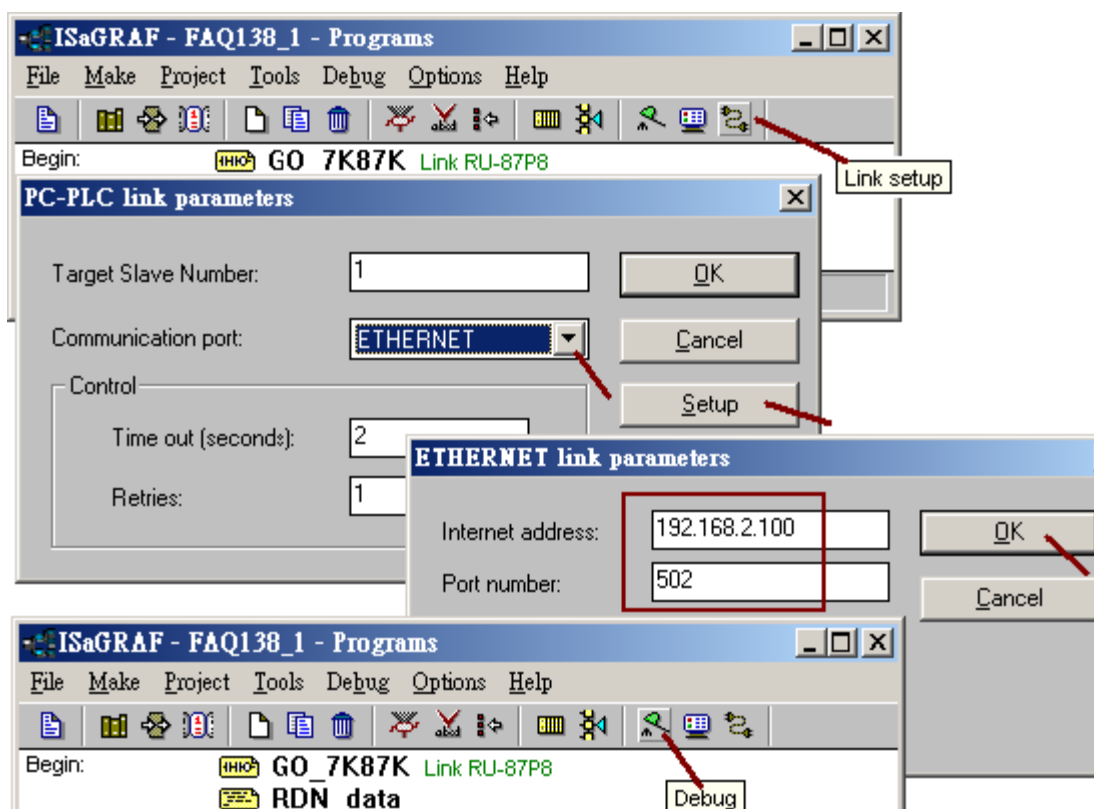 ISaGRAF - FAQ138_1 - Programs
File Make Project Tools Debug Options Help
Begin: GO_7K87K Link RU-87P8
Link setup
PC-PLC link parameters
Target Slave Number: 1 OK
Communication port: ETHERNET Cancel
Control Setup
Time out (seconds): 2
Retries: 1
ETHERNET link parameters
Internet address: 192.168.2.100 OK
Port number: 502 Cancel
ISaGRAF - FAQ138_1 - Programs
File Make Project Tools Debug Options Help
Begin: GO_7K87K Link RU-87P8
RDN_data Debug